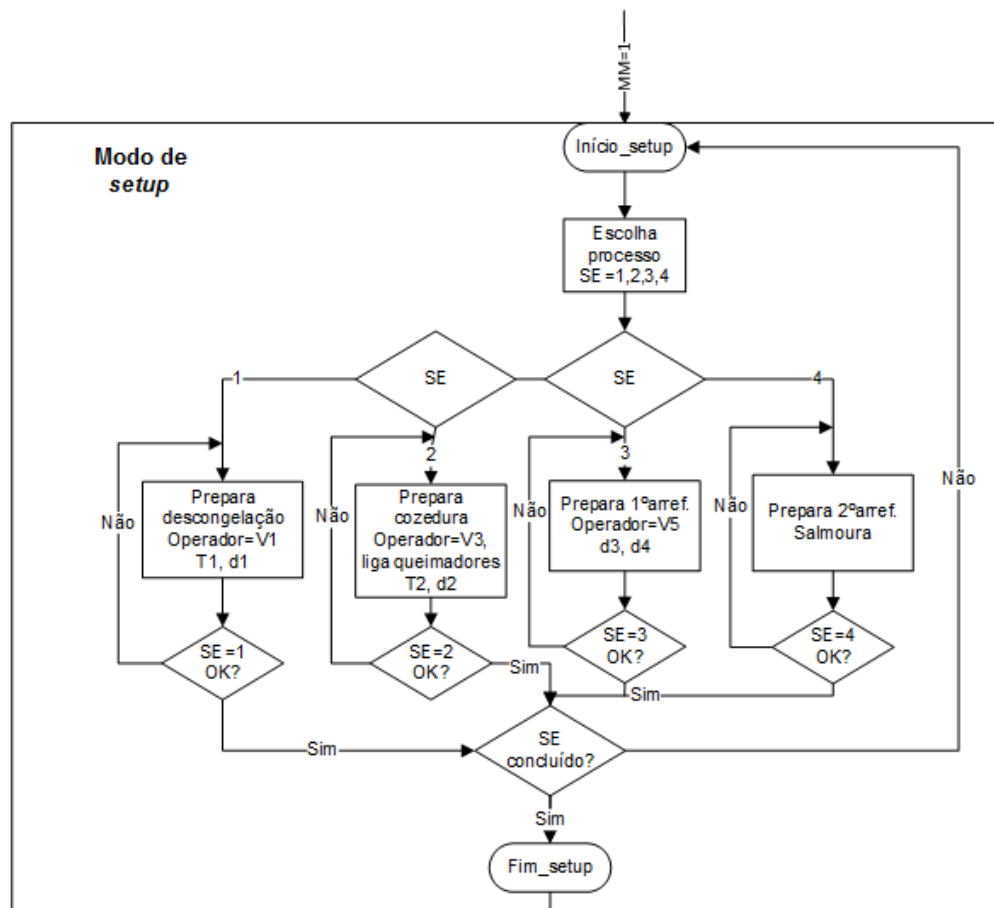 MM=1
Modo de
setup
Início_setup
Escolha
processo
SE =1,2,3,4
SE
SE
1
4
2
3
Não
Prepara
descongelação
Operador=V1
T1, d1
Não
Prepara
cozedura
Operador=V3,
liga queimadores
T2, d2
Não
Prepara 1ºarref.
Operador=V5
d3, d4
Não
Prepara 2ºarref.
Salmoura
Não
SE=1
OK?
SE=2
OK?
SE=3
OK?
SE=4
OK?
Sim
Sim
Sim
SE
concluído?
Sim
Fim_setup